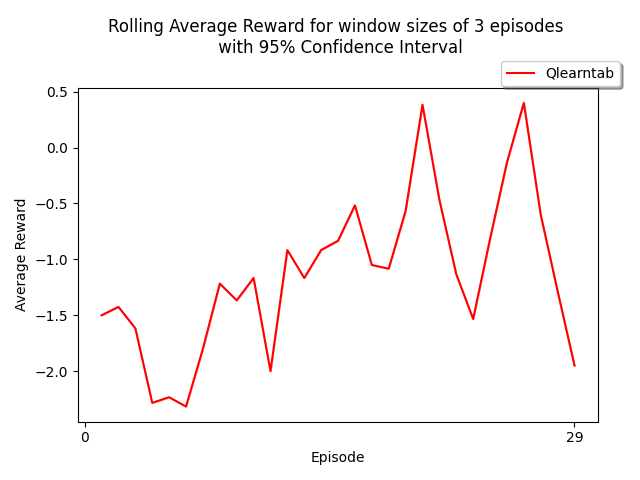 Rolling Average Reward for window sizes of 3 episodes
with 95% Confidence Interval
Qlearntab
0.5
0.0
−0.5
−1.0
−1.5
−2.0
Average Reward
0 29
Episode